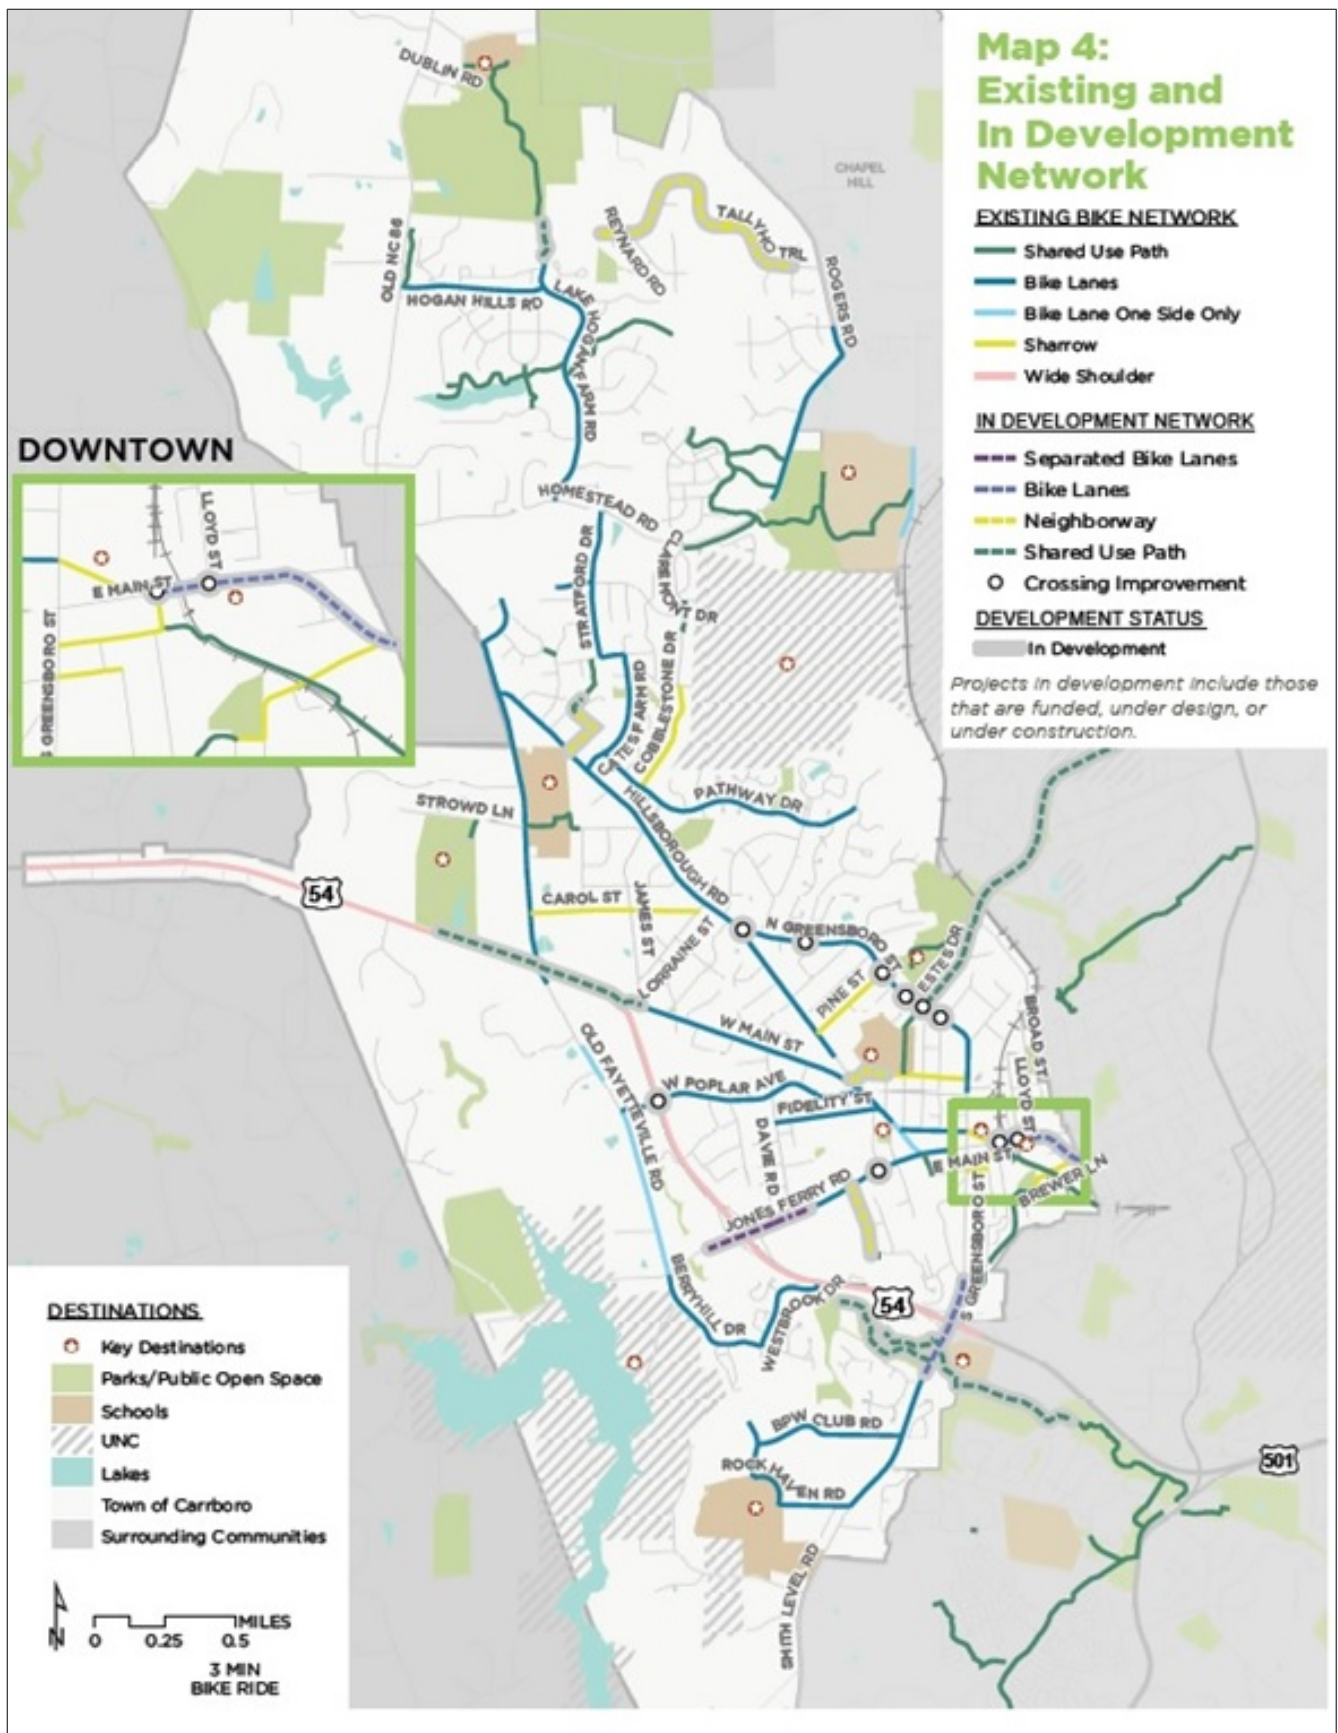 Map 4:
Existing and
In Development
Network
EXISTING BIKE NETWORK
Shared Use Path
Bike Lanes
Bike Lane One Side Only
Sharrow
Wide Shoulder
IN DEVELOPMENT NETWORK
Separated Bike Lanes
Bike Lanes
Neighborway
Shared Use Path
Crossing Improvement
DEVELOPMENT STATUS
In Development
Projects in development include those
that are funded, under design, or
under construction.
DUBLIN RD
CHAPEL
HILL
OLD NC 86
REYNARD RD
TALLYHO TRL
ROGERS RD
HOGAN HILLS RD
LAKE HOGAN FARM RD
DOWNTOWN
LLOYD ST
E MAIN ST
S GREENSBORO ST
HOMESTEAD RD
CLAREMONT DR
STRATFORD DR
CATES FARM RD
COBBLESTONE DR
PATHWAY DR
STROWD LN
HILLSBOROUGH RD
54
CAROL ST
JAMES ST
LORRAINE ST
N GREENSBORO ST
ESTES DR
PINE ST
W MAIN ST
BROAD ST
LLOYD ST
OLD FAYETTEVILLE RD
W POPLAR AVE
FIDELITY ST
DAVIE RD
E MAIN ST
BREWER LN
JONES FERRY RD
S GREENSBORO ST
BERRYHILL DR
WESTBROOK DR
54
BPW CLUB RD
ROCK HAVEN RD
501
SMITH LEVEL RD
DESTINATIONS
Key Destinations
Parks/Public Open Space
Schools
UNC
Lakes
Town of Carrboro
Surrounding Communities
N
MILES
0 0.25 0.5
3 MIN
BIKE RIDE